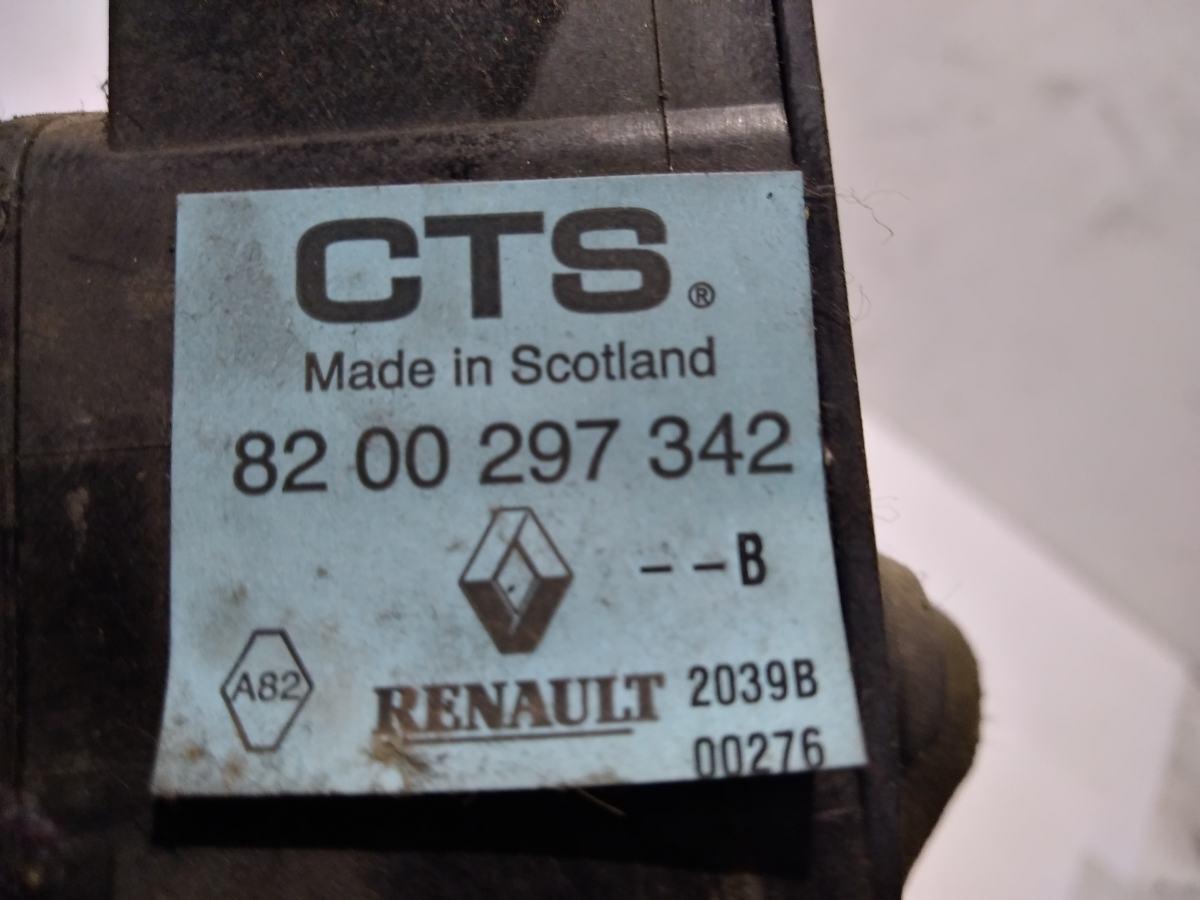 CTS®
Made in Scotland
82 00 297 342
--B
A82
RENAULT 2039B
00276